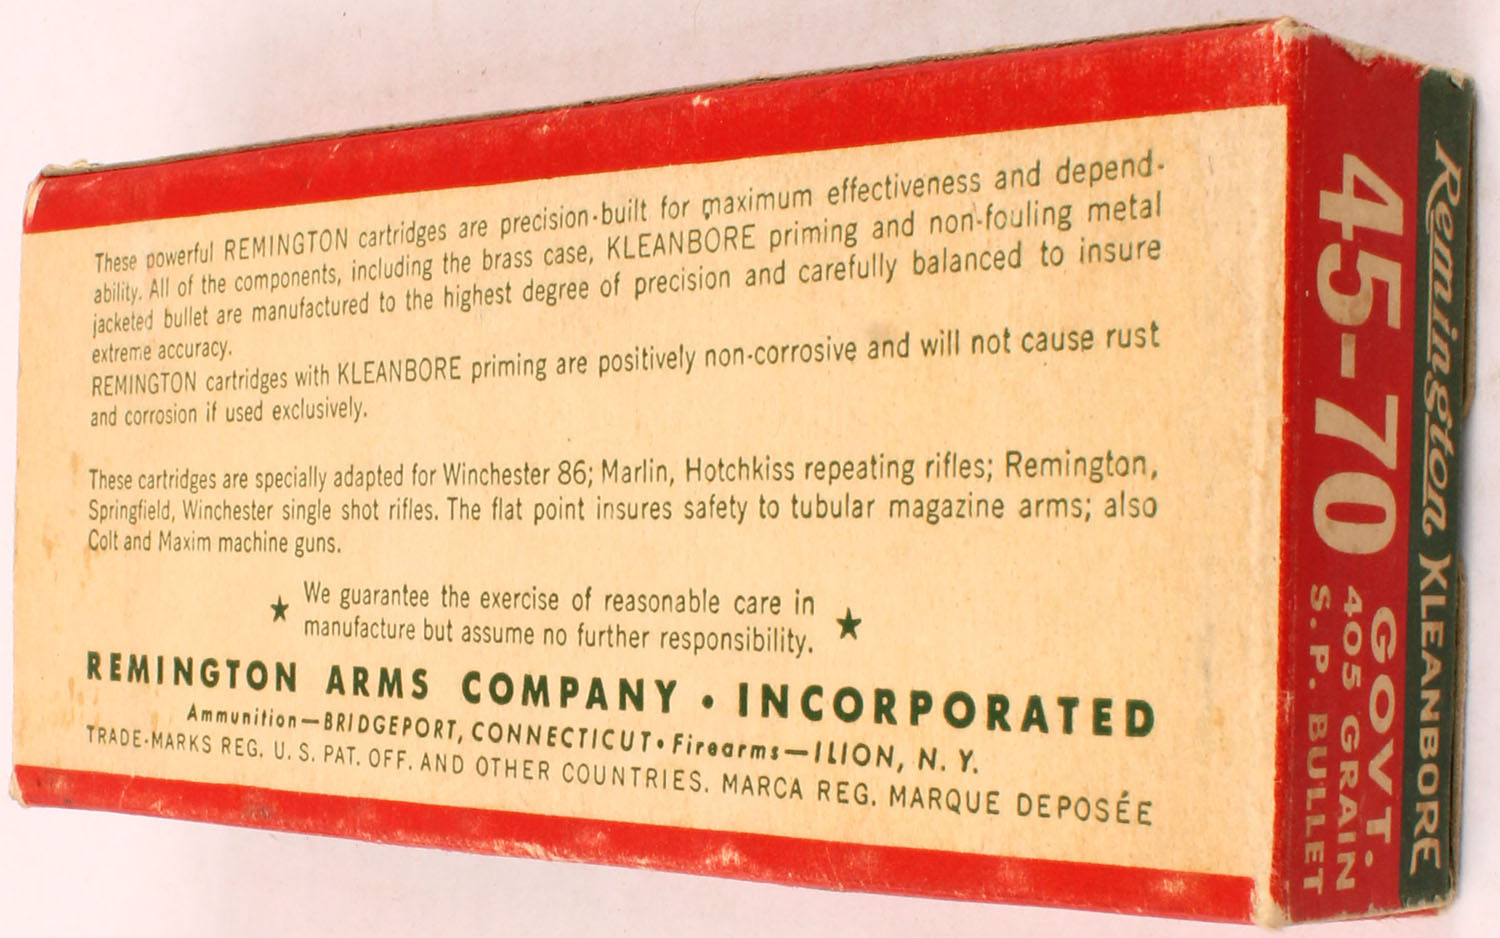 These powerful REMINGTON cartridges are precision-built for maximum effectiveness and depend-
ability. All of the components, including the brass case, KLEANBORE priming and non-fouling metal
jacketed bullet are manufactured to the highest degree of precision and carefully balanced to insure
extreme accuracy.
REMINGTON cartridges with KLEANBORE priming are positively non-corrosive and will not cause rust
and corrosion if used exclusively.
These cartridges are specially adapted for Winchester 86; Marlin, Hotchkiss repeating rifles; Remington,
Springfield, Winchester single shot rifles. The flat point insures safety to tubular magazine arms; also
Colt and Maxim machine guns.
★ We guarantee the exercise of reasonable care in
manufacture but assume no further responsibility. ★
REMINGTON ARMS COMPANY • INCORPORATED
Ammunition—BRIDGEPORT, CONNECTICUT • Firearms—ILION, N. Y.
TRADE-MARKS REG. U. S. PAT. OFF. AND OTHER COUNTRIES. MARCA REG. MARQUE DEPOSÉE
Remington KLEANBORE
45-70 GOVT.
405 GRAIN
S. P. BULLET